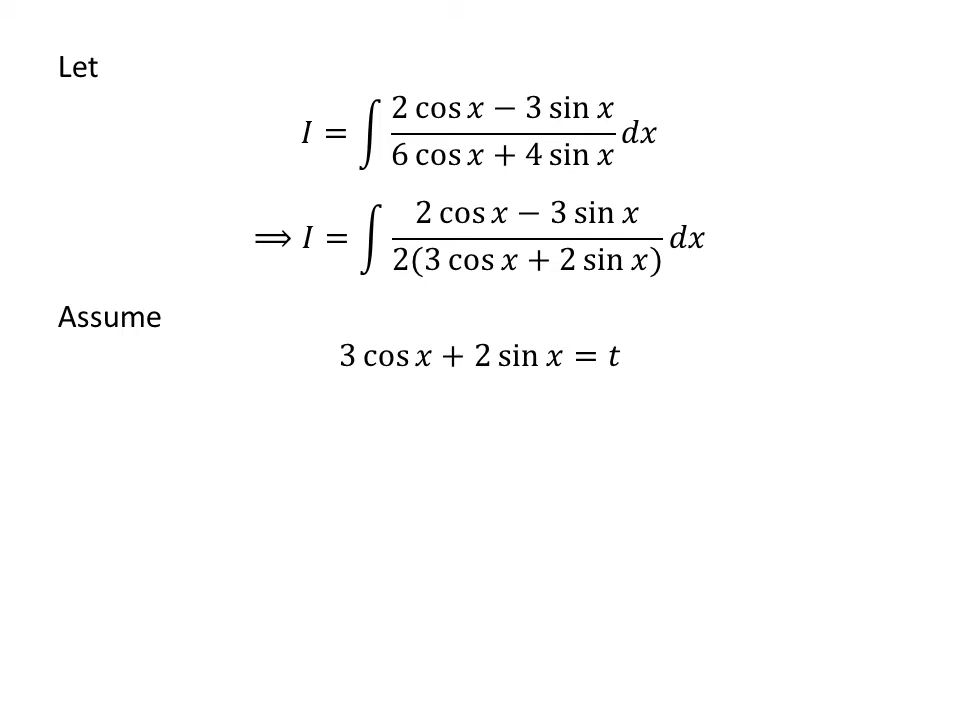 Let
I = ∫ (2 cos x − 3 sin x)/(6 cos x + 4 sin x) dx
⟹ I = ∫ (2 cos x − 3 sin x)/(2(3 cos x + 2 sin x)) dx
Assume
3 cos x + 2 sin x = t